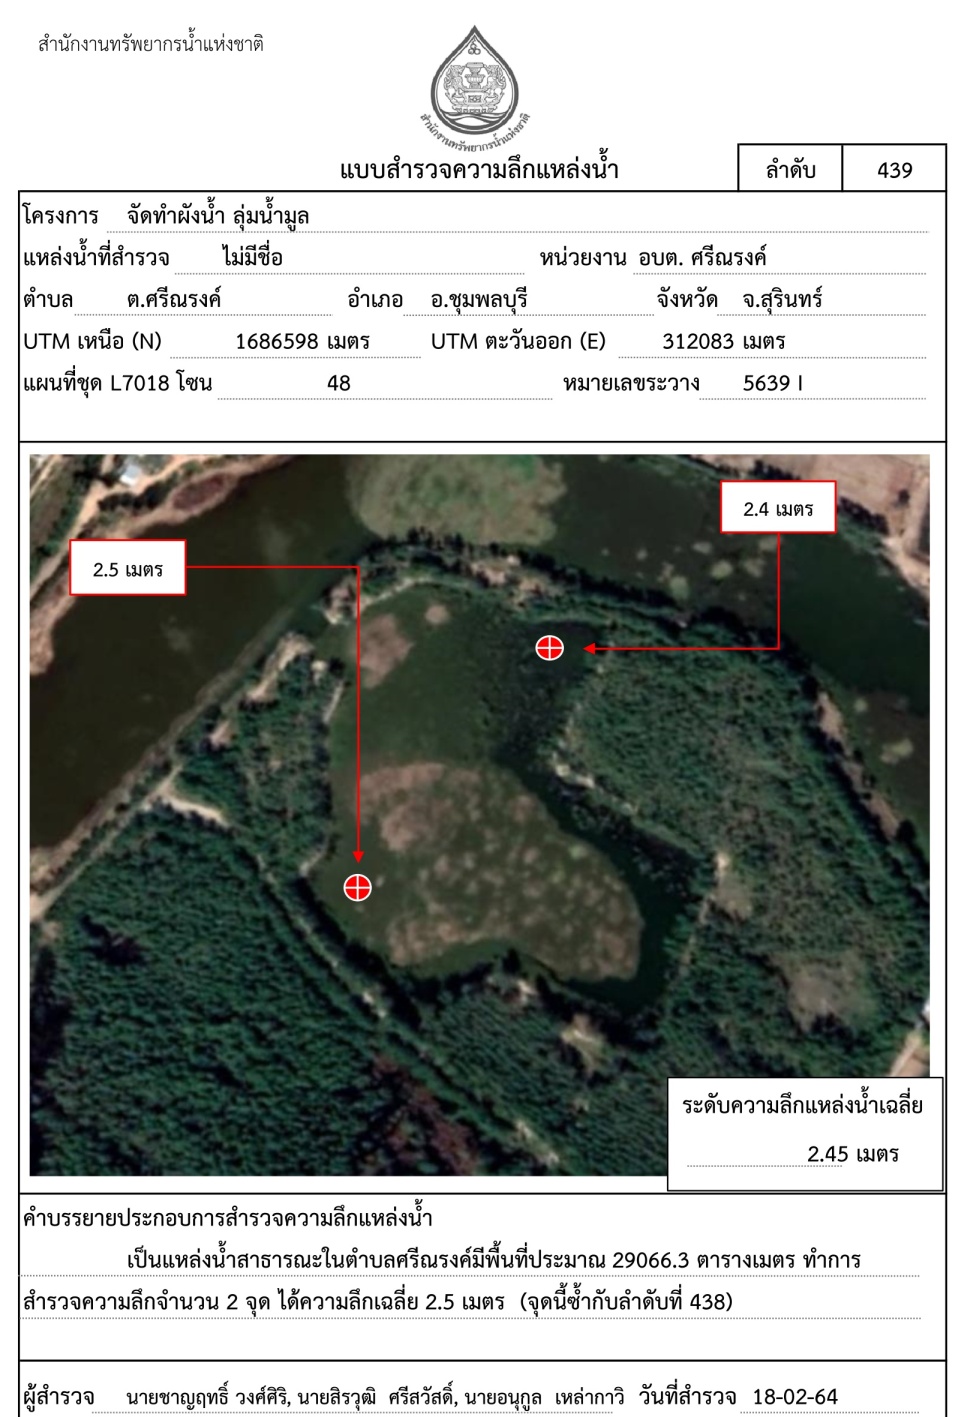 สำนักงานทรัพยากรน้ำแห่งชาติ
สำนักงานทรัพยากรน้ำแห่งชาติ
แบบสำรวจความลึกแหล่งน้ำ ลำดับ 439
โครงการ จัดทำผังน้ำ ลุ่มน้ำมูล
แหล่งน้ำที่สำรวจ ไม่มีชื่อ หน่วยงาน อบต. ศรีณรงค์
ตำบล ต.ศรีณรงค์ อำเภอ อ.ชุมพลบุรี จังหวัด จ.สุรินทร์
UTM เหนือ (N) 1686598 เมตร UTM ตะวันออก (E) 312083 เมตร
แผนที่ชุด L7018 โซน 48 หมายเลขระวาง 5639 I
2.4 เมตร
2.5 เมตร
ระดับความลึกแหล่งน้ำเฉลี่ย
2.45 เมตร
คำบรรยายประกอบการสำรวจความลึกแหล่งน้ำ
เป็นแหล่งน้ำสาธารณะในตำบลศรีณรงค์มีพื้นที่ประมาณ 29066.3 ตารางเมตร ทำการ
สำรวจความลึกจำนวน 2 จุด ได้ความลึกเฉลี่ย 2.5 เมตร (จุดนี้ซ้ำกับลำดับที่ 438)
ผู้สำรวจ นายชาญฤทธิ์ วงศ์ศิริ, นายสิรวุฒิ ศรีสวัสดิ์, นายอนุกูล เหล่ากาวี วันที่สำรวจ 18-02-64